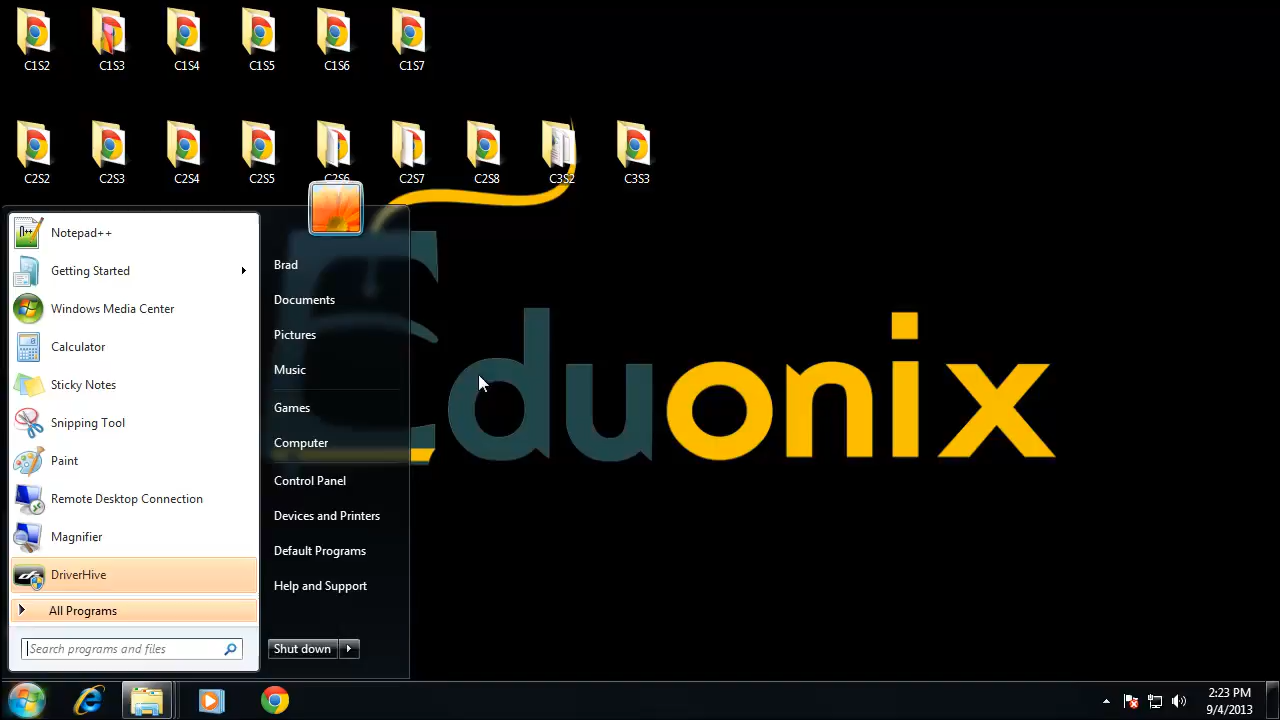 C1S2 C1S3 C1S4 C1S5 C1S6 C1S7
C2S2 C2S3 C2S4 C2S5 C2S6 C2S7 C2S8 C3S2 C3S3
Eduonix
Notepad++
Getting Started
Windows Media Center
Calculator
Sticky Notes
Snipping Tool
Paint
Remote Desktop Connection
Magnifier
DriverHive
All Programs
Search programs and files
Brad
Documents
Pictures
Music
Games
Computer
Control Panel
Devices and Printers
Default Programs
Help and Support
Shut down
2:23 PM
9/4/2013